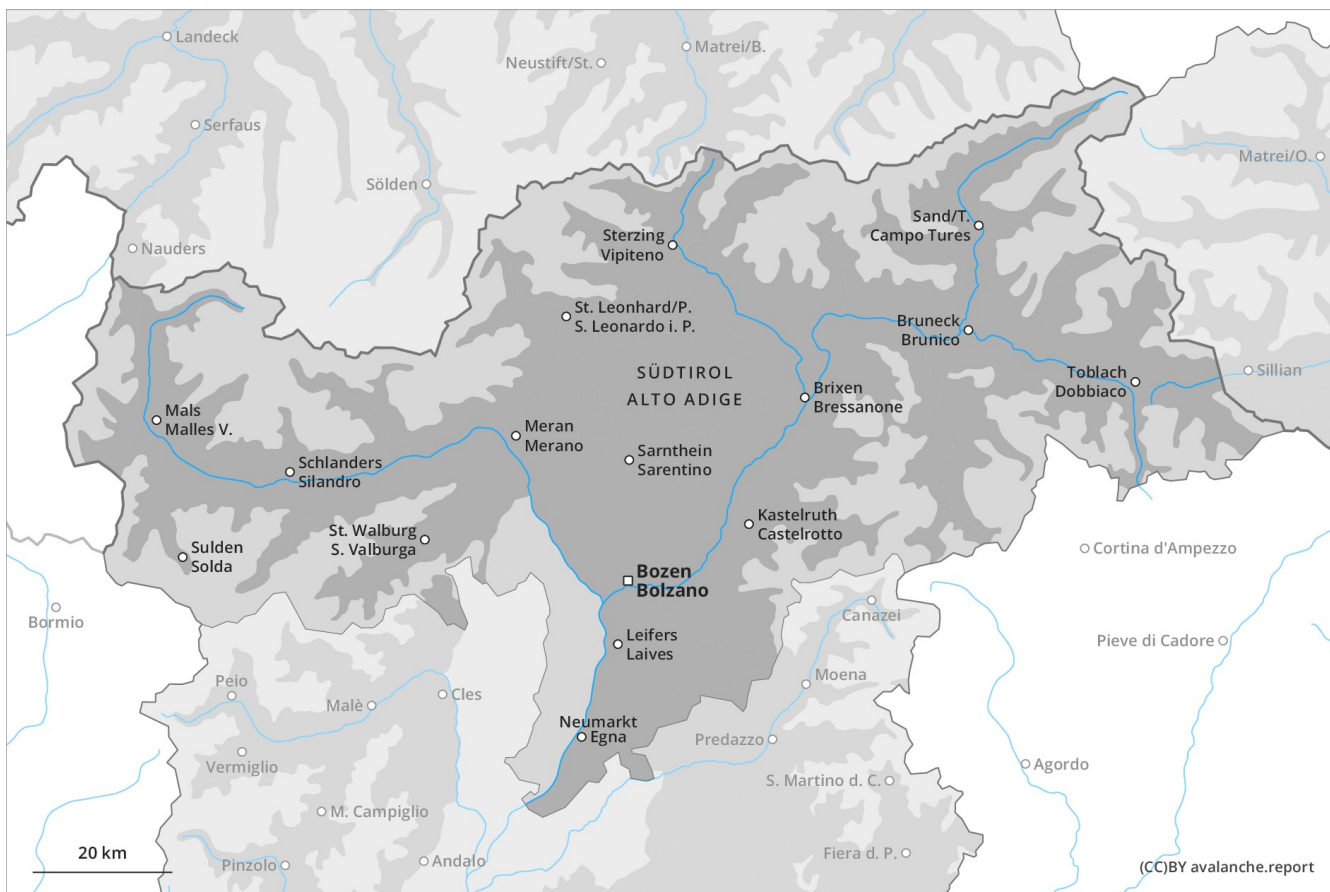 Landeck
Matrei/B.
Neustift/St.
Serfaus
Matrei/O.
Sölden
Nauders
Sand/T.
Campo Tures
Sterzing
Vipiteno
St. Leonhard/P.
S. Leonardo i. P.
Bruneck
Brunico
SÜDTIROL
ALTO ADIGE
Toblach
Dobbiaco
Sillian
Brixen
Bressanone
Mals
Malles V.
Meran
Merano
Sarnthein
Sarentino
Schlanders
Silandro
Kastelruth
Castelrotto
St. Walburg
S. Valburga
Sulden
Solda
Cortina d'Ampezzo
Bozen
Bolzano
Bormio
Canazei
Leifers
Laives
Pieve di Cadore
Peio
Moena
Malè
Cles
Neumarkt
Egna
Predazzo
Vermiglio
Agordo
S. Martino d. C.
M. Campiglio
20 km
Pinzolo
Andalo
Fiera d. P.
(CC)BY avalanche.report